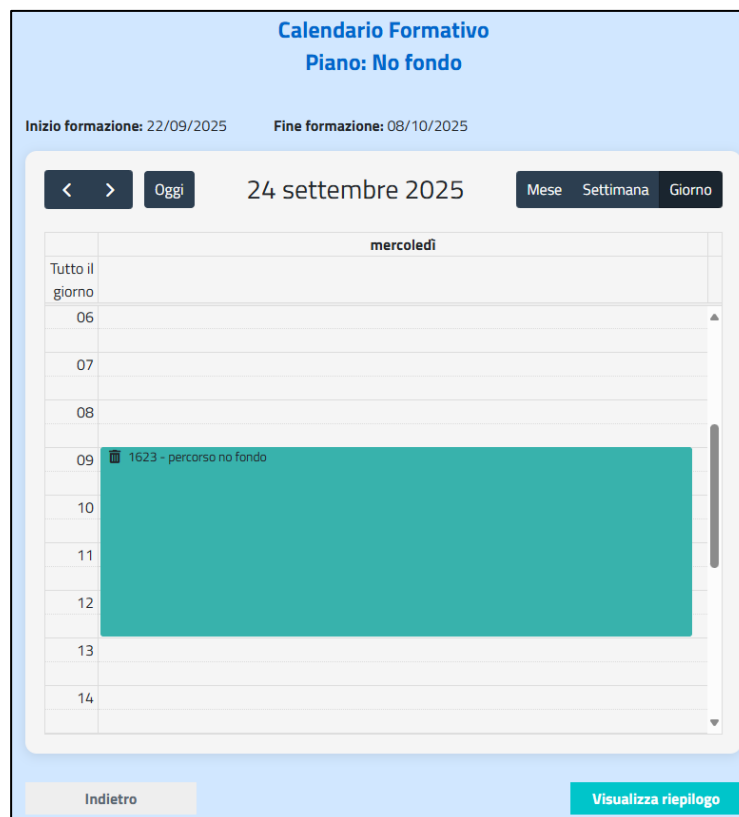 Calendario Formativo
Piano: No fondo
Inizio formazione: 22/09/2025 Fine formazione: 08/10/2025
Oggi 24 settembre 2025 Mese Settimana Giorno
mercoledì
Tutto il
giorno
06
07
08
09 1623 - percorso no fondo
10
11
12
13
14
Indietro Visualizza riepilogo